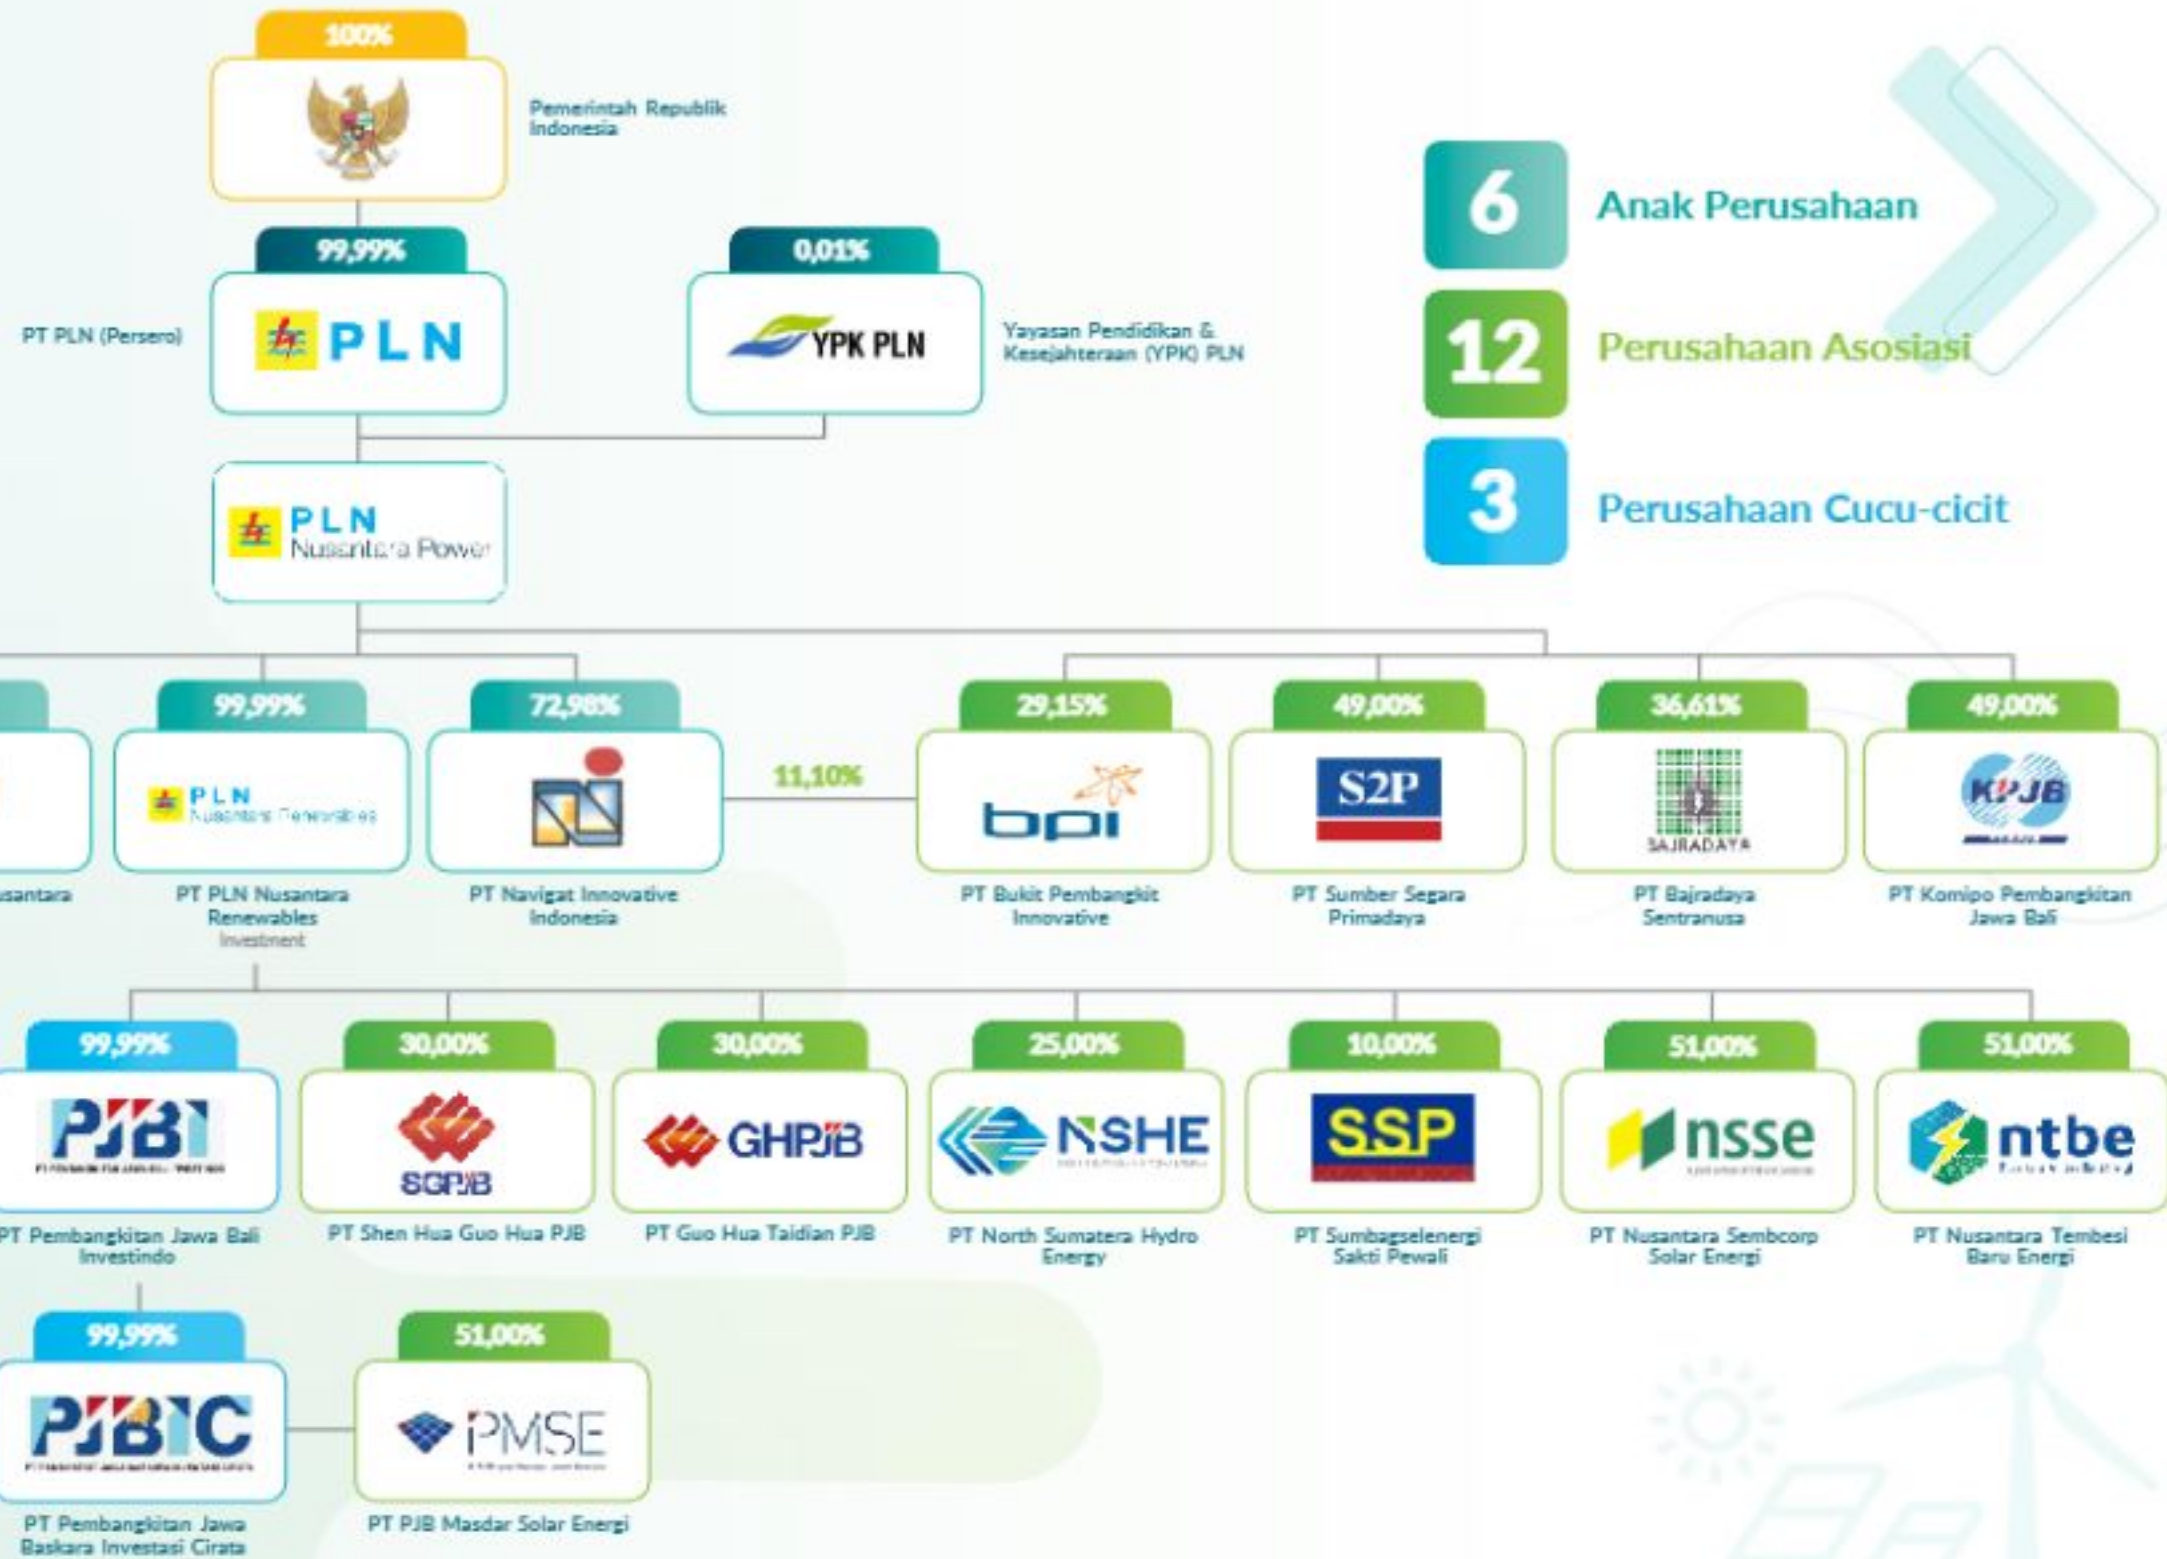 100%
Pemerintah Republik
Indonesia
99,99%
PLN
PT PLN (Persero)
0,01%
YPK PLN
Yayasan Pendidikan &
Kesejahteraan (YPK) PLN
6
Anak Perusahaan
12
Perusahaan Asosiasi
3
Perusahaan Cucu-cicit
PLN
Nusantara Power
usantara
99,99%
PLN
Nusantara Renewables
PT PLN Nusantara
Renewables
Investment
72,98%
PT Navigat Innovative
Indonesia
11,10%
29,15%
bpi
PT Bukit Pembangkit
Innovative
49,00%
S2P
PT Sumber Segara
Primadaya
36,61%
BAJRADAYA
PT Bajradaya
Sentranusa
49,00%
KPJB
PT Komipo Pembangkitan
Jawa Bali
99,99%
PJBI
PT Pembangkitan Jawa Bali
Investindo
30,00%
SGPJB
PT Shen Hua Guo Hua PJB
30,00%
GHPJB
PT Guo Hua Taidian PJB
25,00%
NSHE
PT North Sumatera Hydro
Energy
10,00%
SSP
PT Sumbagselenergi
Sakti Pewali
51,00%
nsse
PT Nusantara Sembcorp
Solar Energi
51,00%
ntbe
PT Nusantara Tembesi
Baru Energi
99,99%
PJBIC
PT Pembangkitan Jawa
Baskara Investasi Cirata
51,00%
PMSE
PT PJB Masdar Solar Energi